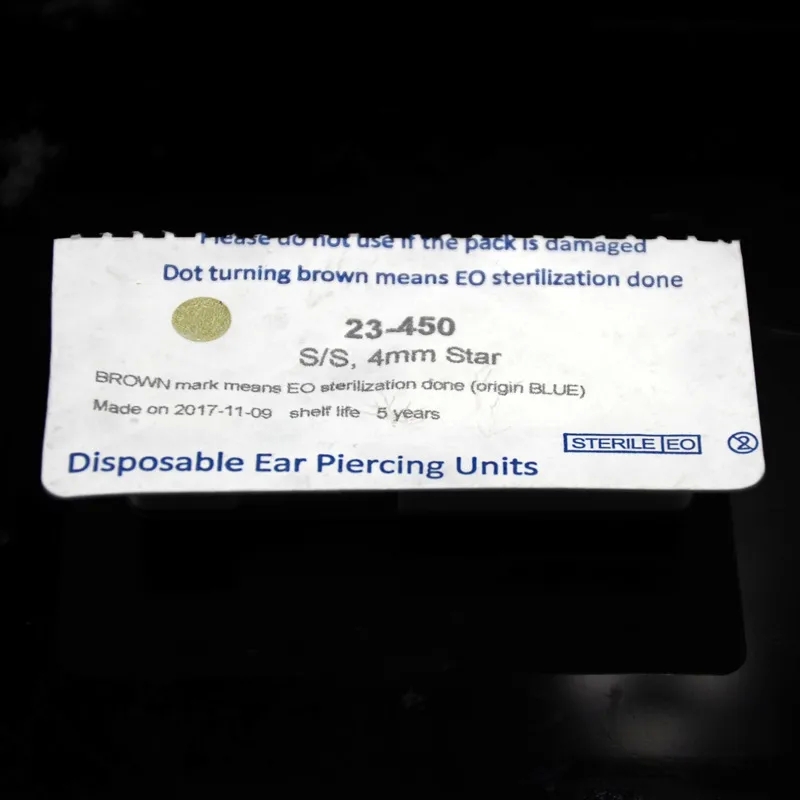 Please do not use if the pack is damaged
Dot turning brown means EO sterilization done
23-450
S/S, 4mm Star
BROWN mark means EO sterilization done (origin BLUE)
Made on 2017-11-09 shelf life 5 years
STERILE EO
2
Disposable Ear Piercing Units